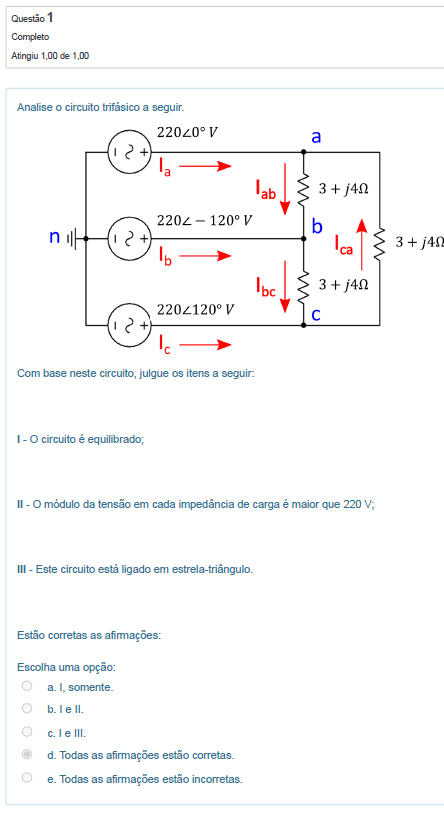 Questão 1
Completo
Atingiu 1,00 de 1,00
Analise o circuito trifásico a seguir.
220∠0° V
a
Ia
Iab
3 + j4Ω
220∠ − 120° V
b
n
Ica
3 + j4Ω
Ib
Ibc
3 + j4Ω
220∠120° V
c
Ic
Com base neste circuito, julgue os itens a seguir:
I - O circuito é equilibrado;
II - O módulo da tensão em cada impedância de carga é maior que 220 V;
III - Este circuito está ligado em estrela-triângulo.
Estão corretas as afirmações:
Escolha uma opção:
a. I, somente.
b. I e II.
c. I e III.
d. Todas as afirmações estão corretas.
e. Todas as afirmações estão incorretas.